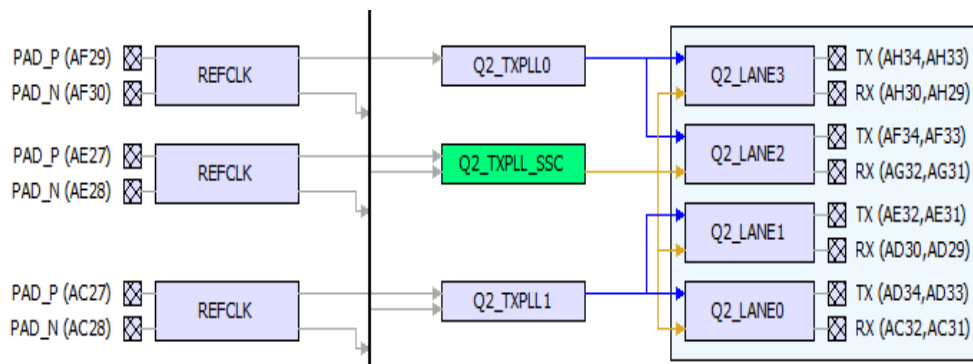 PAD_P (AF29)
PAD_N (AF30)
REFCLK
Q2_TXPLL0
Q2_LANE3
TX (AH34,AH33)
RX (AH30,AH29)
PAD_P (AE27)
PAD_N (AE28)
REFCLK
Q2_TXPLL_SSC
Q2_LANE2
TX (AF34,AF33)
RX (AG32,AG31)
Q2_LANE1
TX (AE32,AE31)
RX (AD30,AD29)
PAD_P (AC27)
PAD_N (AC28)
REFCLK
Q2_TXPLL1
Q2_LANE0
TX (AD34,AD33)
RX (AC32,AC31)